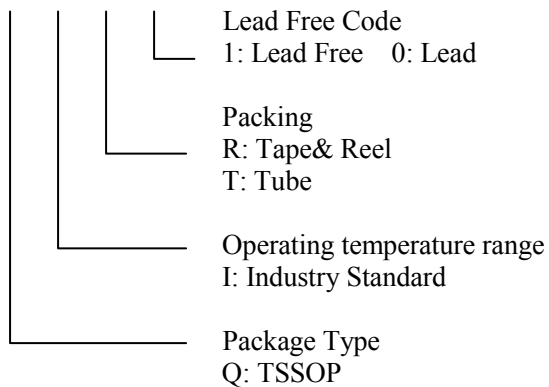 Lead Free Code
1: Lead Free 0: Lead
Packing
R: Tape& Reel
T: Tube
Operating temperature range
I: Industry Standard
Package Type
Q: TSSOP